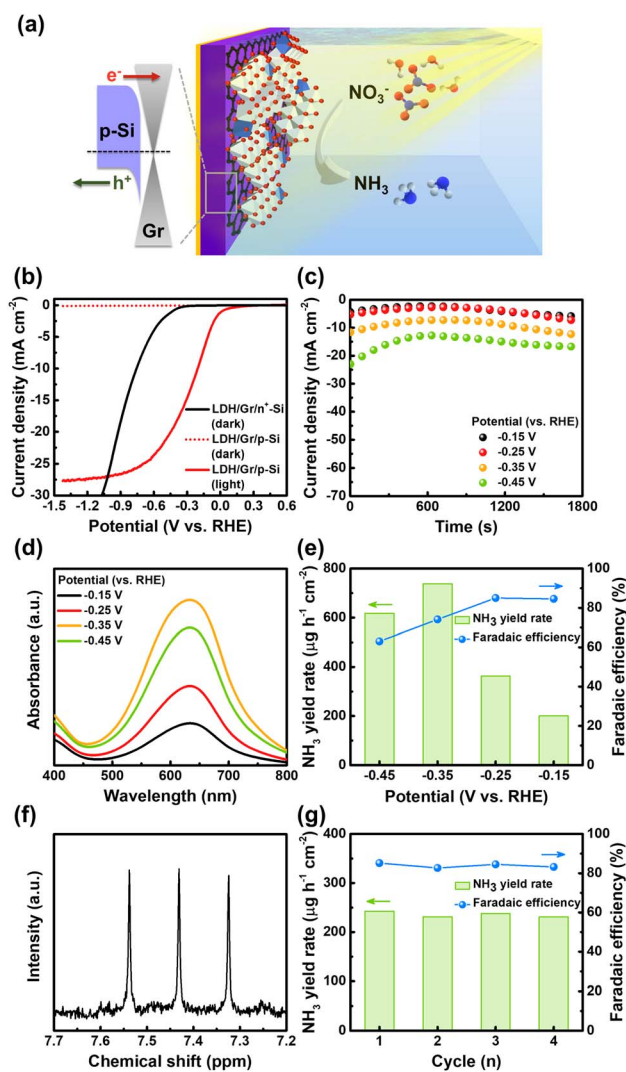 (a)
e-
p-Si
h+
Gr
NO3-
NH3
(b)
Current density (mA cm-2)
0
-5
-10
-15
-20
-25
-30
LDH/Gr/n+-Si
(dark)
LDH/Gr/p-Si
(dark)
LDH/Gr/p-Si
(light)
-1.5 -1.2 -0.9 -0.6 -0.3 0.0 0.3 0.6
Potential (V vs. RHE)
(c)
Current density (mA cm-2)
0
-10
-20
-30
-40
-50
-60
-70
Potential (vs. RHE)
-0.15 V
-0.25 V
-0.35 V
-0.45 V
0 600 1200 1800
Time (s)
(d)
Absorbance (a.u.)
Potential (vs. RHE)
-0.15 V
-0.25 V
-0.35 V
-0.45 V
400 500 600 700 800
Wavelength (nm)
(e)
NH3 yield rate (μg h-1 cm-2)
800
600
400
200
0
NH3 yield rate
Faradaic efficiency
100
80
60
40
20
0
Faradaic efficiency (%)
-0.45 -0.35 -0.25 -0.15
Potential (V vs. RHE)
(f)
Intensity (a.u.)
7.7 7.6 7.5 7.4 7.3 7.2
Chemical shift (ppm)
(g)
NH3 yield rate (μg h-1 cm-2)
400
300
200
100
0
NH3 yield rate
Faradaic efficiency
100
80
60
40
20
0
Faradaic efficiency (%)
1 2 3 4
Cycle (n)